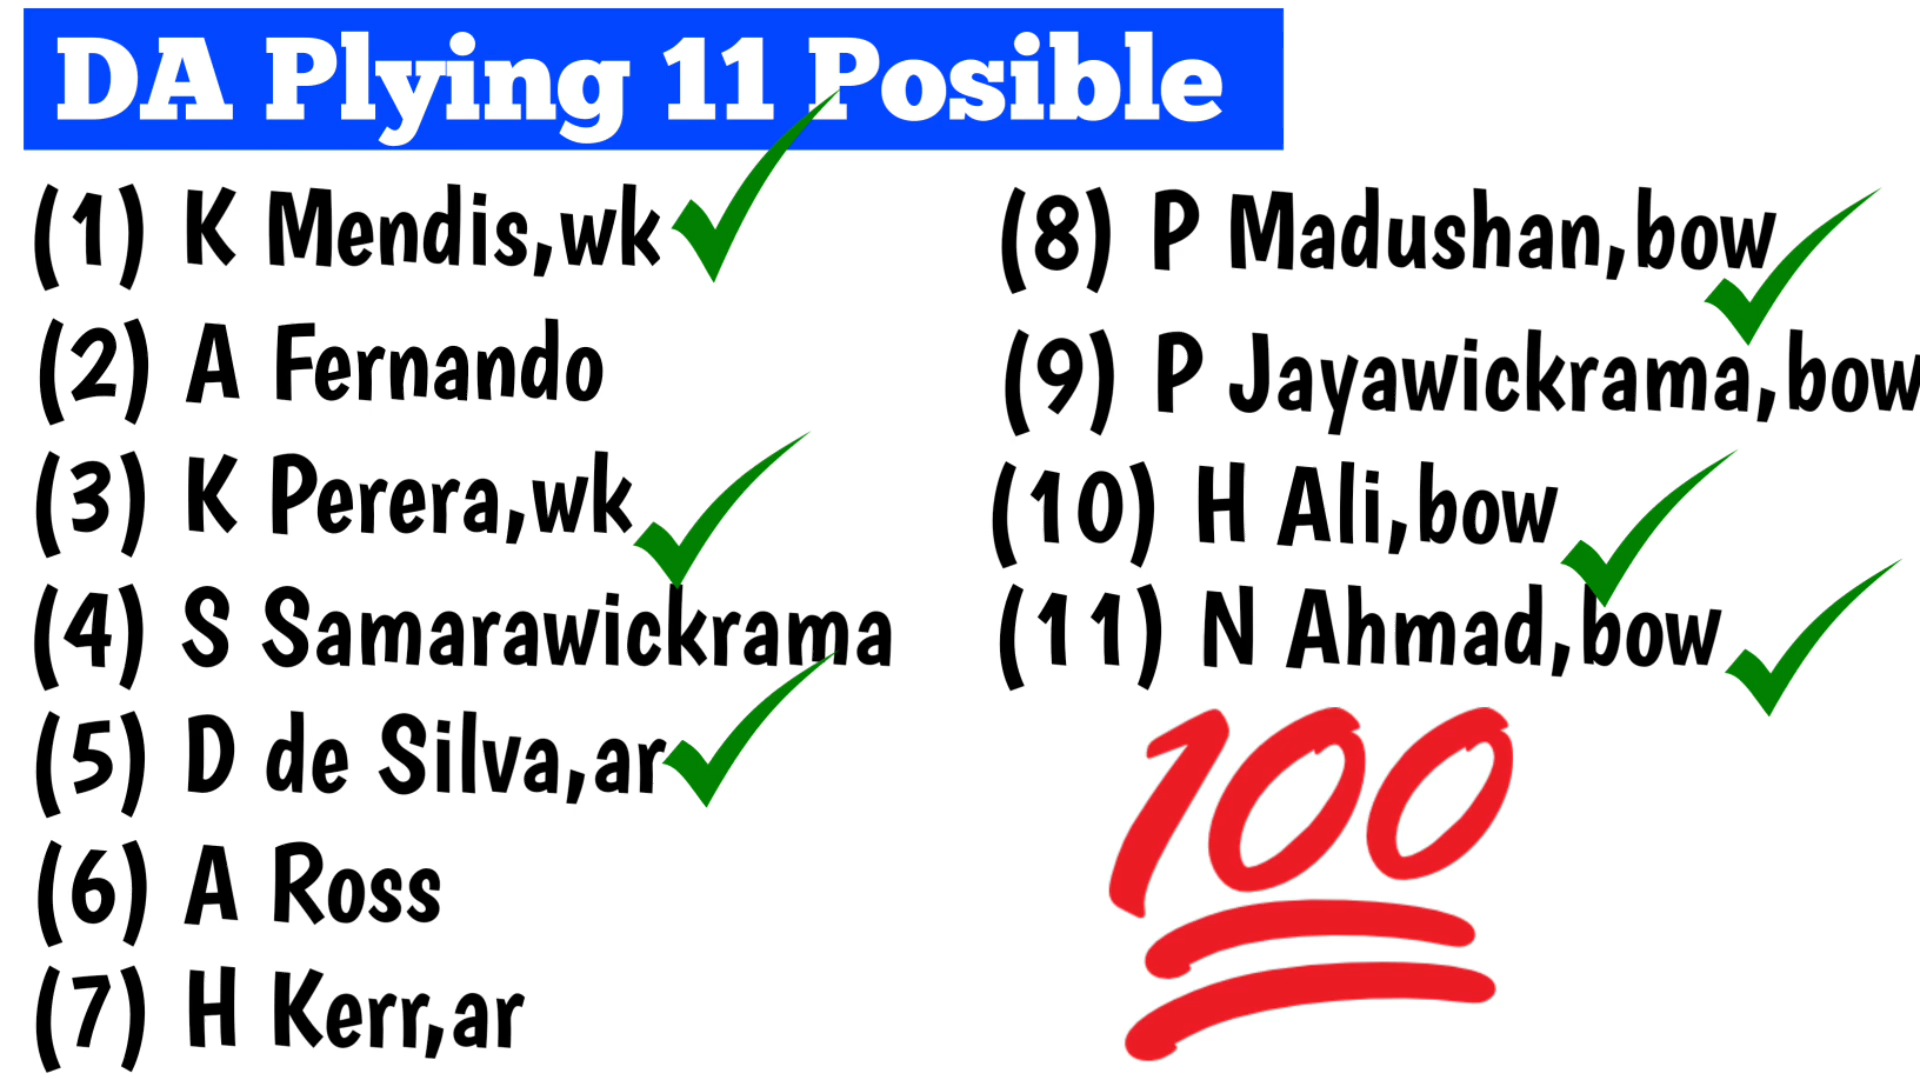 DA Plying 11 Posible
(1) K Mendis,wk
(2) A Fernando
(3) K Perera,wk
(4) S Samarawickrama
(5) D de Silva,ar
(6) A Ross
(7) H Kerr,ar
(8) P Madushan,bow
(9) P Jayawickrama,bow
(10) H Ali,bow
(11) N Ahmad,bow
100